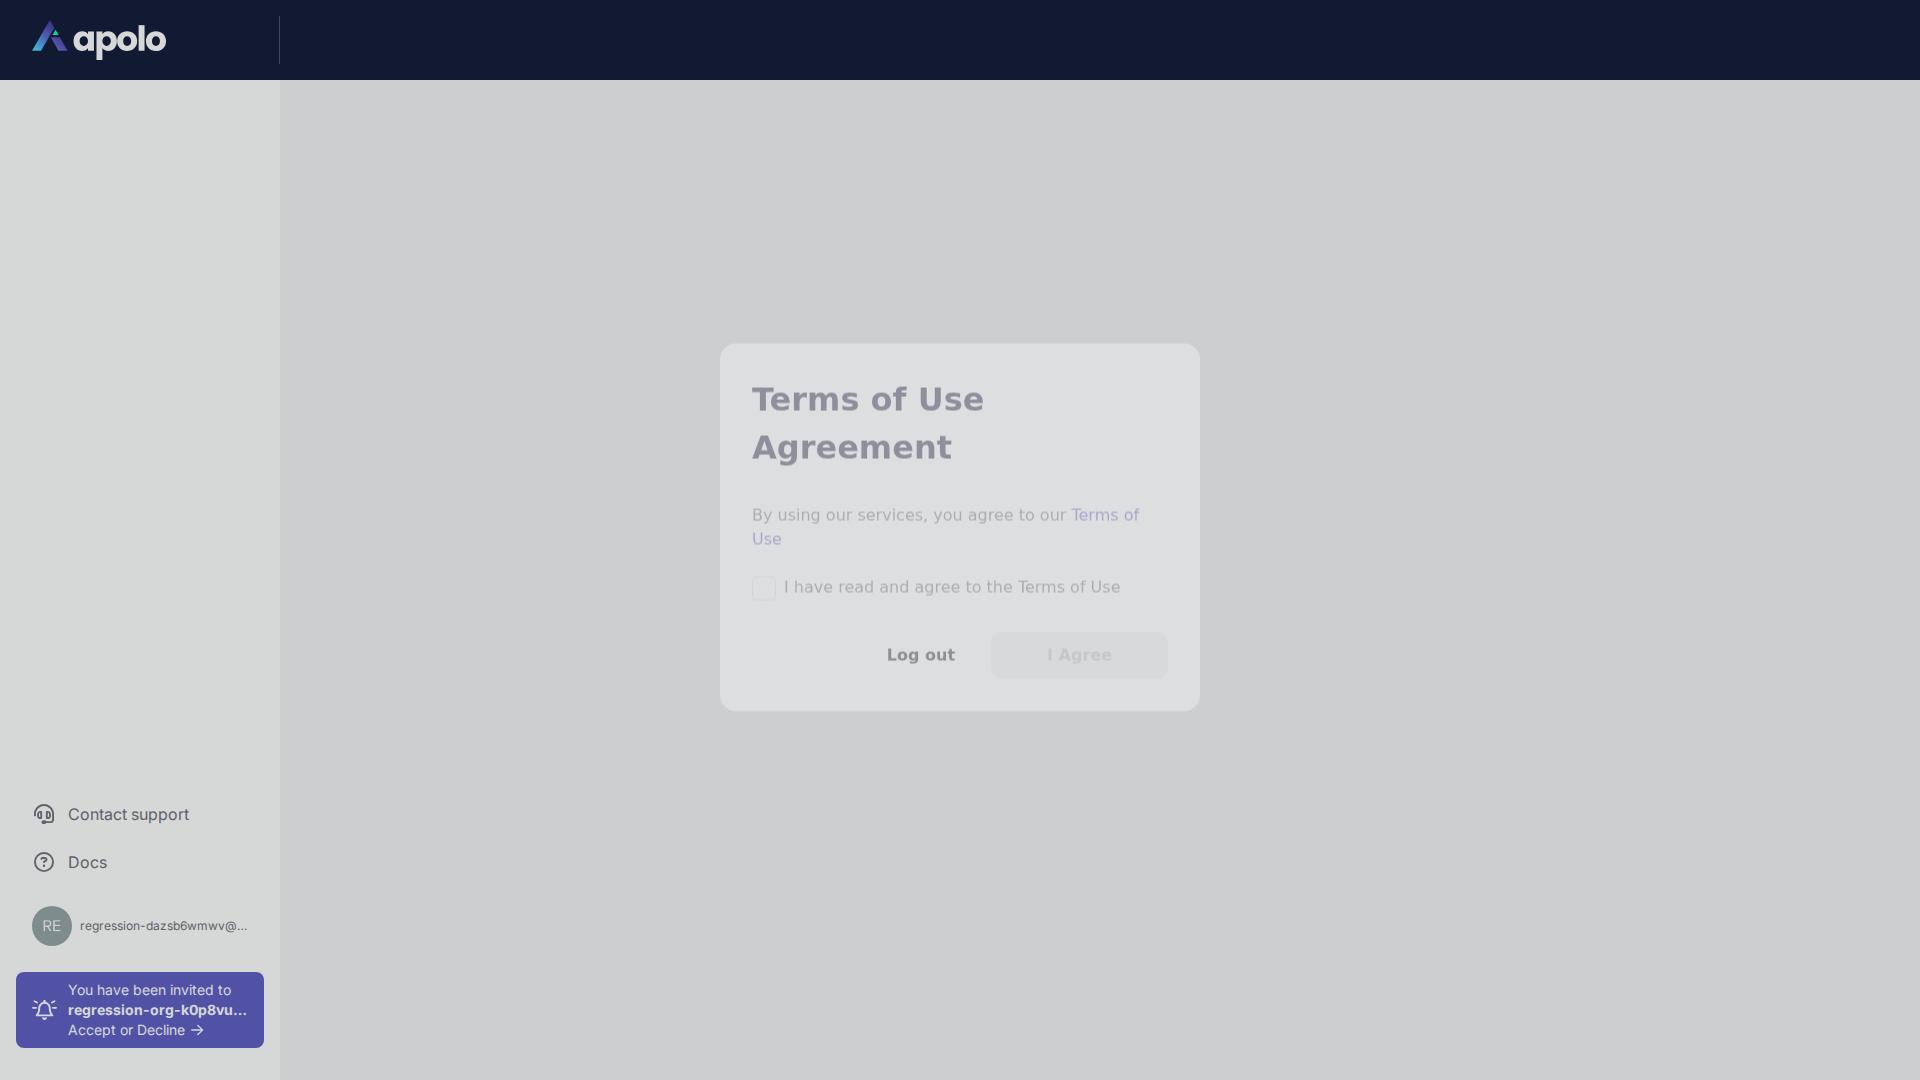 apolo
Terms of Use
Agreement
By using our services, you agree to our Terms of
Use
I have read and agree to the Terms of Use
Log out
I Agree
Contact support
Docs
RE
regression-dazsb6wmwv@...
You have been invited to
regression-org-k0p8vu...
Accept or Decline →